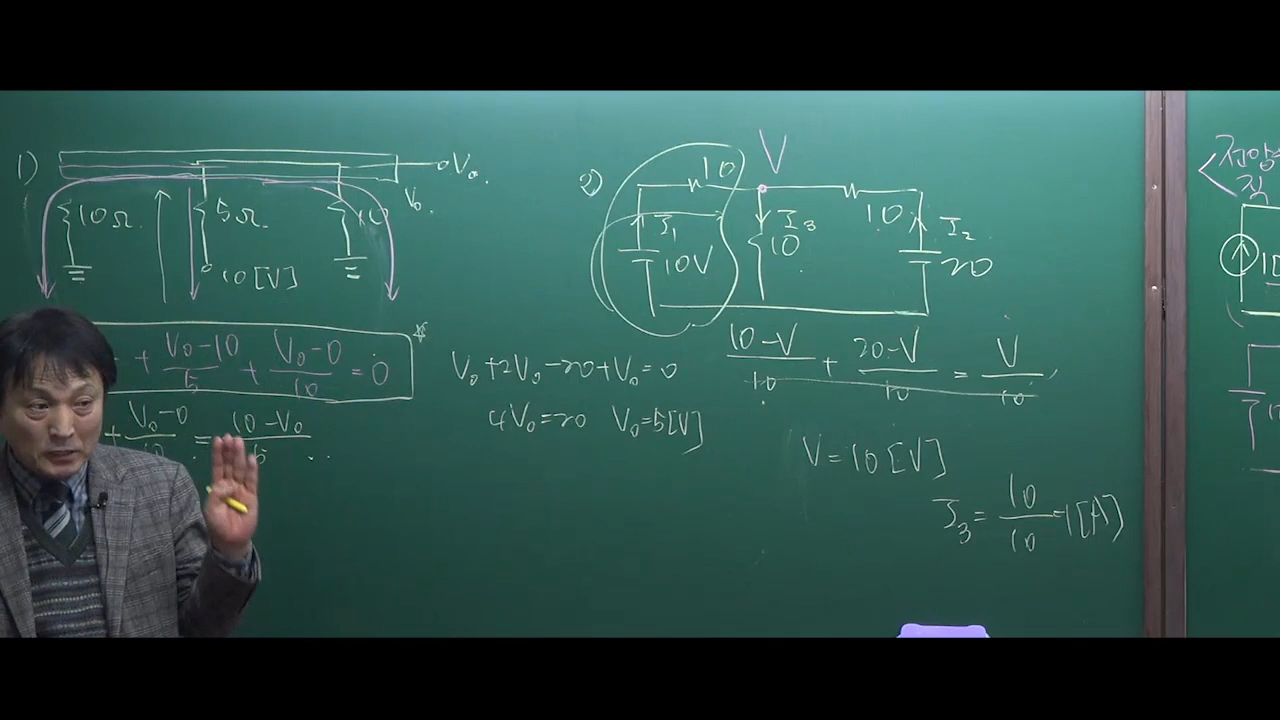 1)
V₀
V₀
10Ω
5Ω
10[V]
+ (V₀-10)/5 + (V₀-0)/10 = 0
+ (V₀-0)/10 = (10-V₀)/5
V₀+2V₀-20+V₀=0
4V₀=20 V₀=5[V]
2)
10 V
I₁
10V
I₃
10
10
I₂
20
(10-V)/10 + (20-V)/10 = V/10
V=10[V]
I₃ = 10/10 = 1[A]